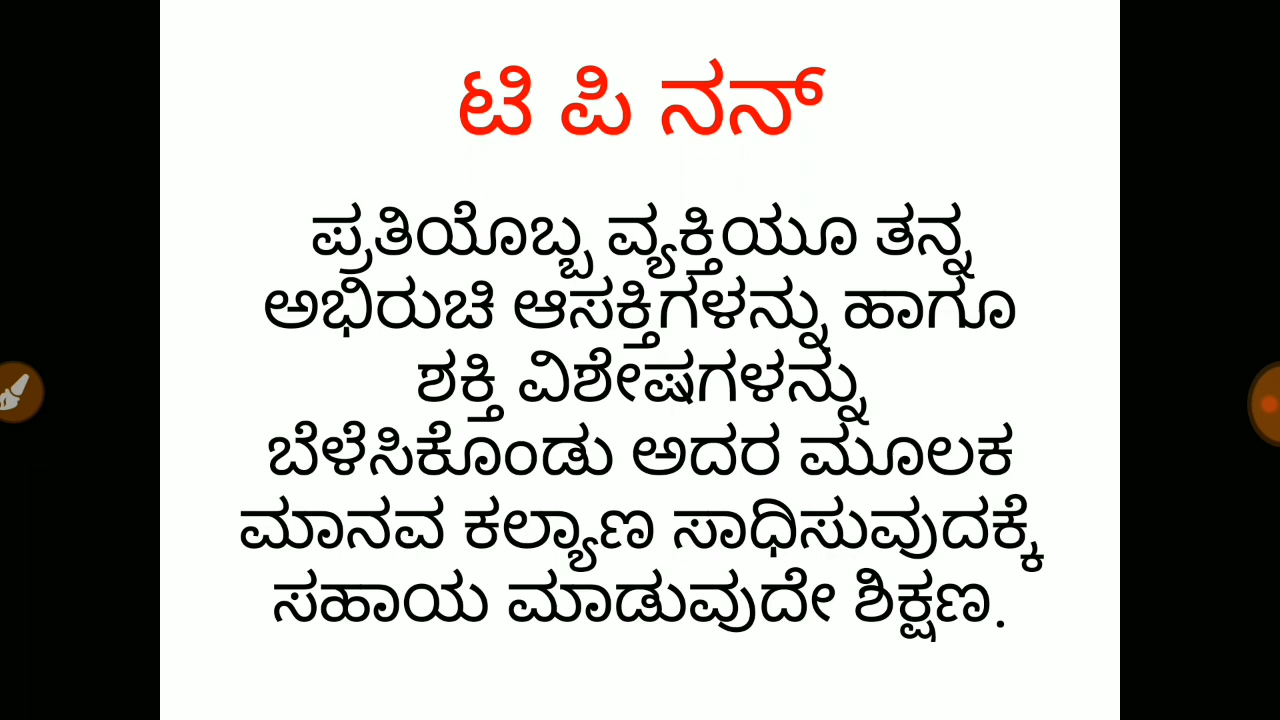 ಟಿ ಪಿ ನನ್
ಪ್ರತಿಯೊಬ್ಬ ವ್ಯಕ್ತಿಯೂ ತನ್ನ
ಅಭಿರುಚಿ ಆಸಕ್ತಿಗಳನ್ನು ಹಾಗೂ
ಶಕ್ತಿ ವಿಶೇಷಗಳನ್ನು
ಬೆಳೆಸಿಕೊಂಡು ಅದರ ಮೂಲಕ
ಮಾನವ ಕಲ್ಯಾಣ ಸಾಧಿಸುವುದಕ್ಕೆ
ಸಹಾಯ ಮಾಡುವುದೇ ಶಿಕ್ಷಣ.